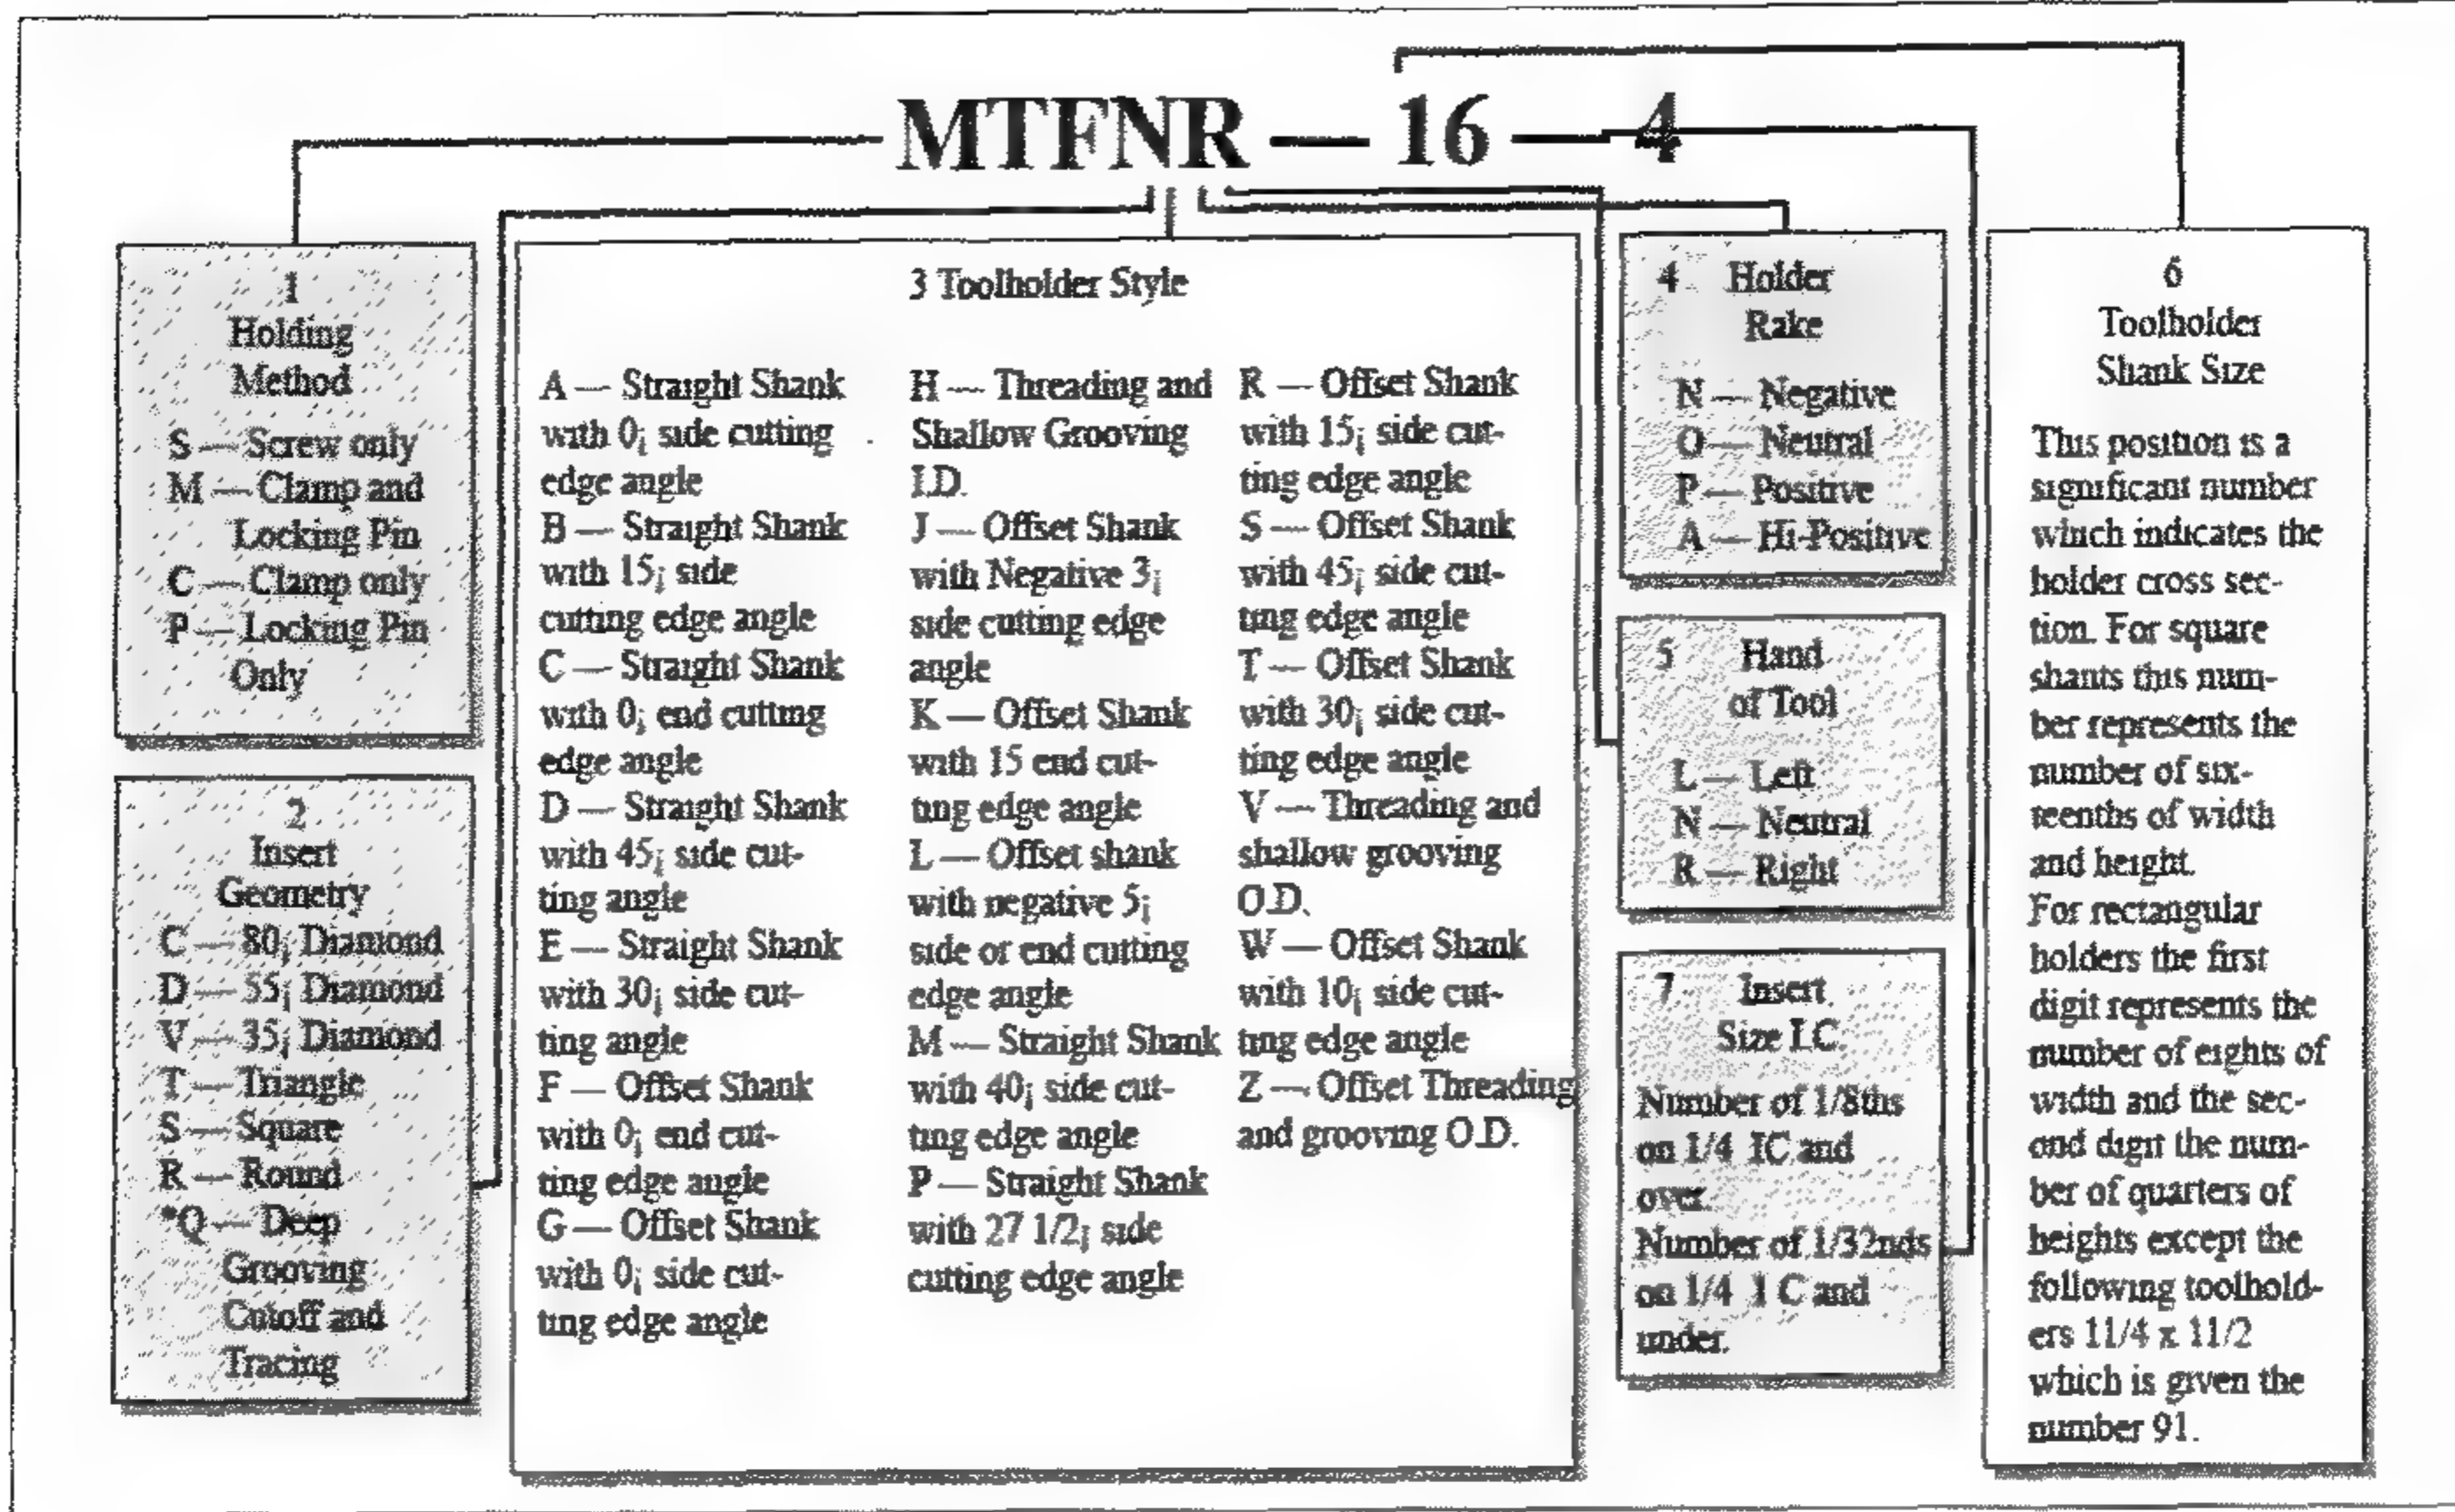 MTFNR — 16 — 4
1
Holding
Method
S — Screw only
M — Clamp and
Locking Pin
C — Clamp only
P — Locking Pin
Only
2
Insert
Geometry
C — 80¡ Diamond
D — 55¡ Diamond
V — 35¡ Diamond
T — Triangle
S — Square
R — Round
*Q — Deep
Grooving
Cutoff and
Tracing
3 Toolholder Style
A — Straight Shank
with 0¡ side cutting
edge angle
B — Straight Shank
with 15¡ side
cutting edge angle
C — Straight Shank
with 0¡ end cutting
edge angle
D — Straight Shank
with 45¡ side cut-
ting angle
E — Straight Shank
with 30¡ side cut-
ting angle
F — Offset Shank
with 0¡ end cut-
ting edge angle
G — Offset Shank
with 0¡ side cut-
ting edge angle
H — Threading and
Shallow Grooving
I.D.
J — Offset Shank
with Negative 3¡
side cutting edge
angle
K — Offset Shank
with 15 end cut-
ting edge angle
L — Offset shank
with negative 5¡
side or end cutting
edge angle
M — Straight Shank
with 40¡ side cut-
ting edge angle
P — Straight Shank
with 27 1/2¡ side
cutting edge angle
R — Offset Shank
with 15¡ side cut-
ting edge angle
S — Offset Shank
with 45¡ side cut-
ting edge angle
T — Offset Shank
with 30¡ side cut-
ting edge angle
V — Threading and
shallow grooving
O.D.
W — Offset Shank
with 10¡ side cut-
ting edge angle
Z — Offset Threading
and grooving O.D.
4 Holder
Rake
N — Negative
O — Neutral
P — Positive
A — Hi-Positive
5 Hand
of Tool
L — Left
N — Neutral
R — Right
7 Insert
Size I.C.
Number of 1/8ths
on 1/4 IC and
over.
Number of 1/32nds
on 1/4 I C and
under.
6
Toolholder
Shank Size
This position is a
significant number
which indicates the
holder cross sec-
tion. For square
shants this num-
ber represents the
number of six-
teenths of width
and height.
For rectangular
holders the first
digit represents the
number of eights of
width and the sec-
ond digit the num-
ber of quarters of
heights except the
following toolhold-
ers 11/4 x 11/2
which is given the
number 91.